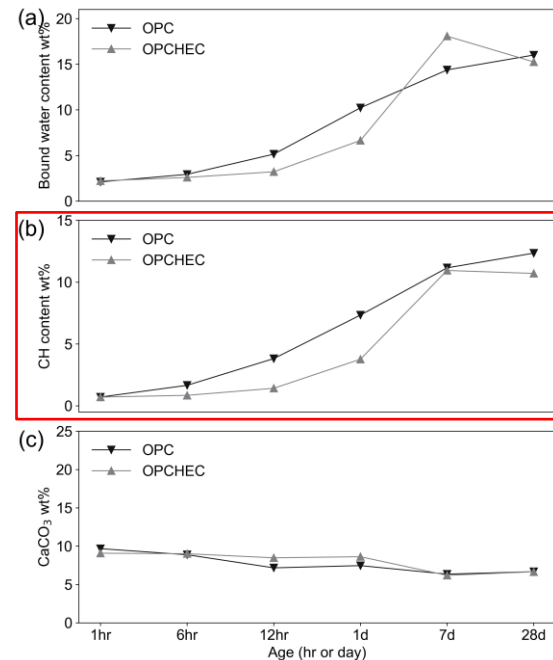 (a)
OPC
OPCHEC
20
15
10
5
0
Bound water content wt%
(b)
OPC
OPCHEC
15
10
5
0
CH content wt%
(c)
OPC
OPCHEC
25
20
15
10
5
0
CaCO₃ wt%
1hr 6hr 12hr 1d 7d 28d
Age (hr or day)